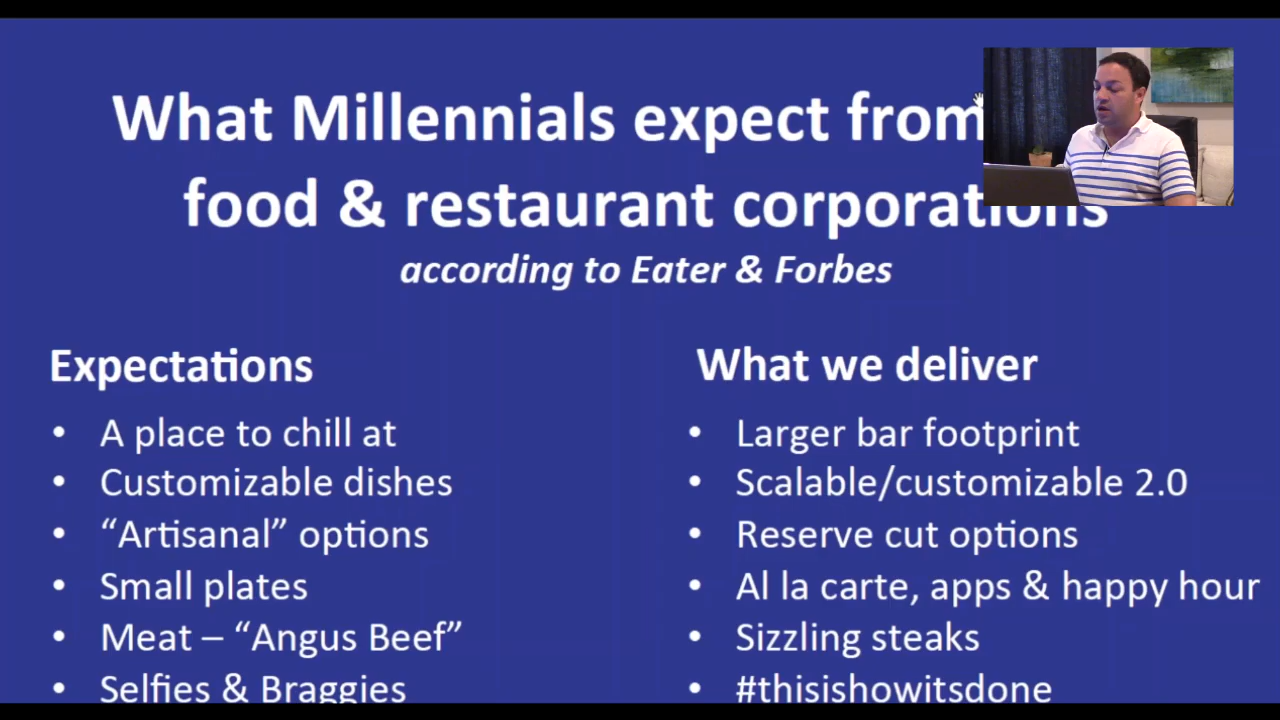 What Millennials expect from
food & restaurant corporations
according to Eater & Forbes
Expectations
• A place to chill at
• Customizable dishes
• “Artisanal” options
• Small plates
• Meat – “Angus Beef”
• Selfies & Braggies
What we deliver
• Larger bar footprint
• Scalable/customizable 2.0
• Reserve cut options
• Al la carte, apps & happy hour
• Sizzling steaks
• #thisishowitsdone